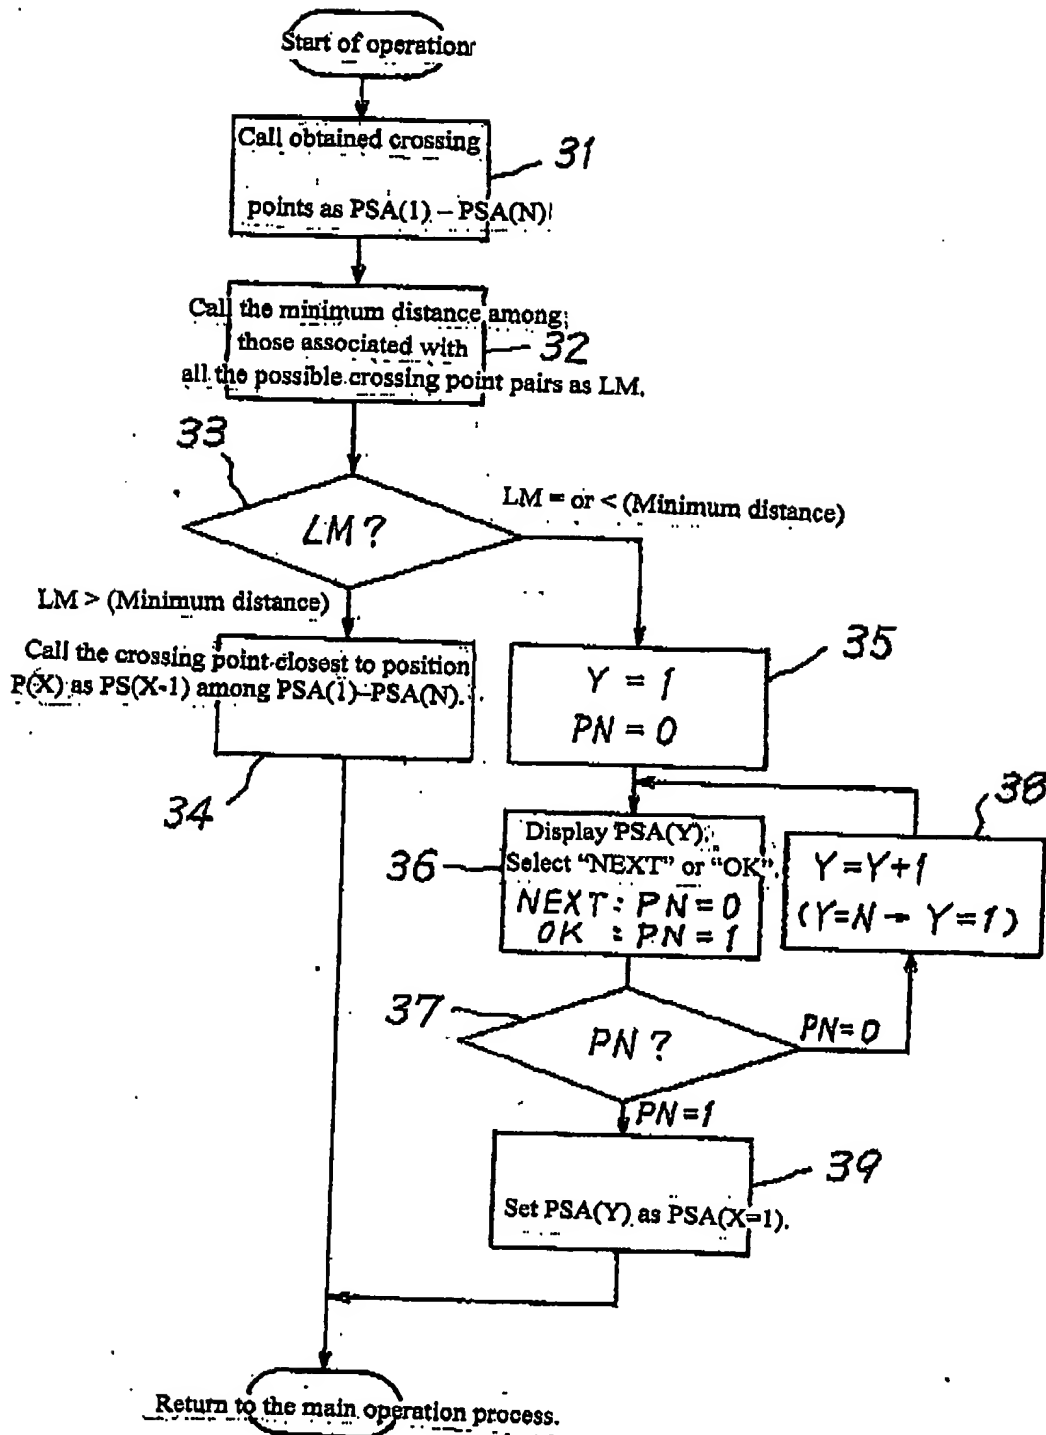 Start of operation
Call obtained crossing
31
points as PSA(1) – PSA(N)
Call the minimum distance among
those associated with
32
all the possible crossing point pairs as LM.
33
LM = or < (Minimum distance)
LM?
LM > (Minimum distance)
Call the crossing point closest to position
P(X) as PS(X-1) among PSA(1)–PSA(N).
34
35
Y = 1
PN = 0
38
Display PSA(Y).
36
Select "NEXT" or "OK".
NEXT: PN=0
OK : PN=1
Y=Y+1
(Y=N → Y=1)
37
PN?
PN=0
PN=1
39
Set PSA(Y) as PSA(X=1).
Return to the main operation process.